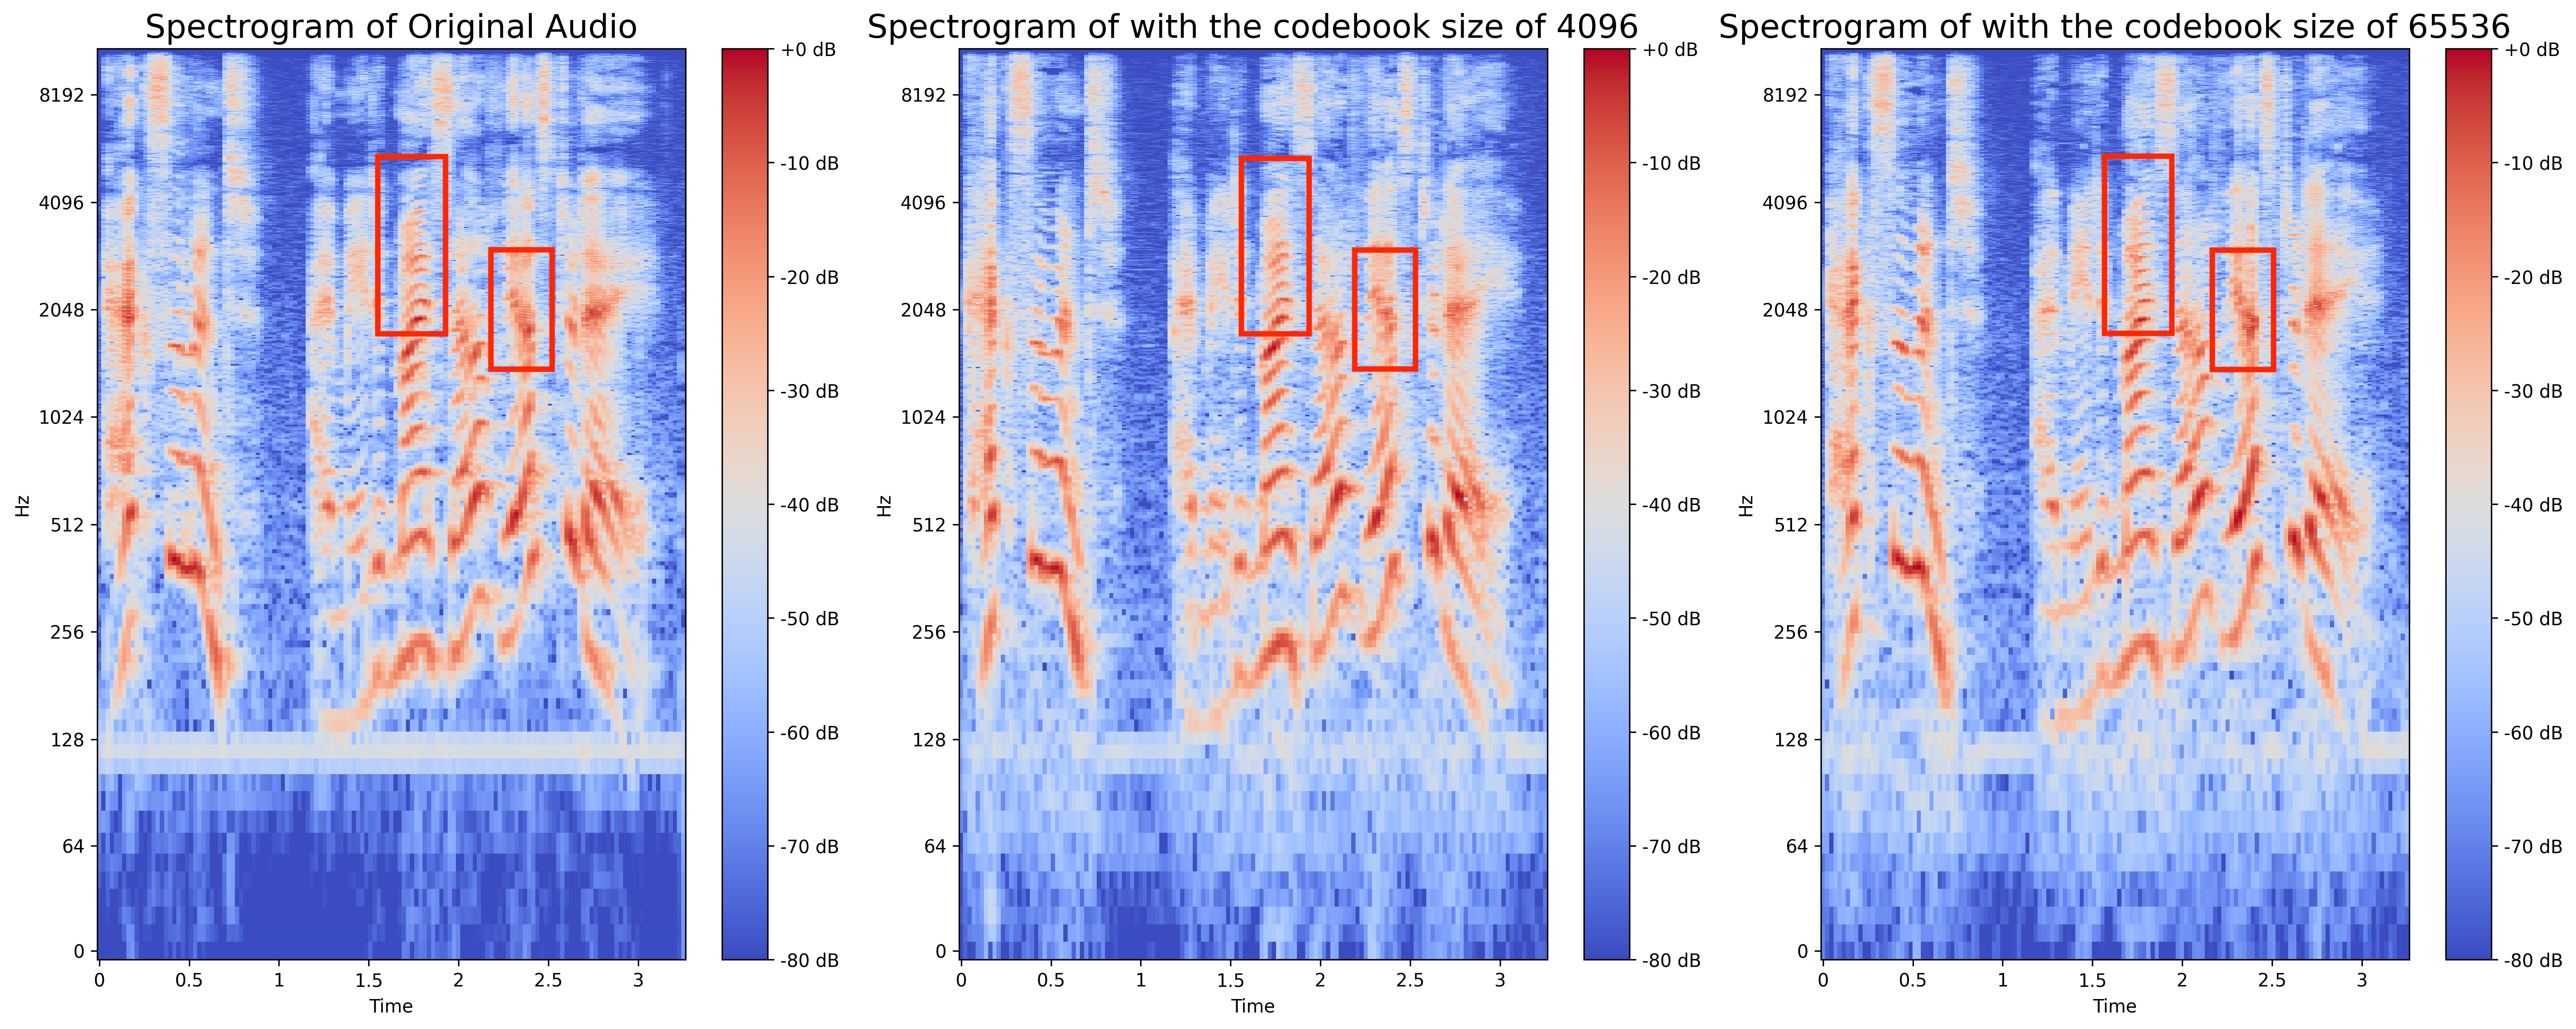 Spectrogram of Original Audio
Hz
8192
4096
2048
1024
512
256
128
64
0
0
0.5
1
1.5
2
2.5
3
Time
+0 dB
-10 dB
-20 dB
-30 dB
-40 dB
-50 dB
-60 dB
-70 dB
-80 dB
Spectrogram of with the codebook size of 4096
Hz
8192
4096
2048
1024
512
256
128
64
0
0
0.5
1
1.5
2
2.5
3
Time
+0 dB
-10 dB
-20 dB
-30 dB
-40 dB
-50 dB
-60 dB
-70 dB
-80 dB
Spectrogram of with the codebook size of 65536
Hz
8192
4096
2048
1024
512
256
128
64
0
0
0.5
1
1.5
2
2.5
3
Time
+0 dB
-10 dB
-20 dB
-30 dB
-40 dB
-50 dB
-60 dB
-70 dB
-80 dB